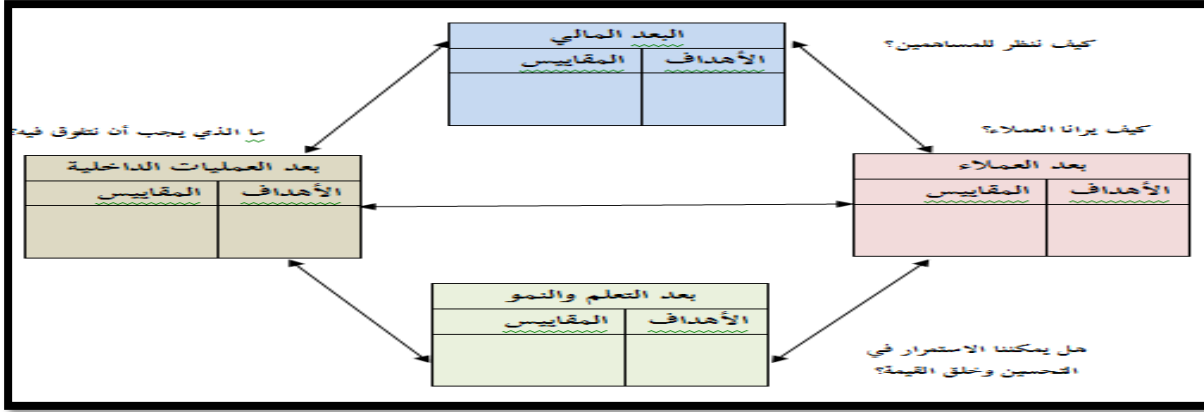 البعد المالي
الأهداف المقاييس
كيف ننظر للمساهمين؟
ما الذي يجب أن نتفوق فيه؟
كيف يرانا العملاء؟
بعد العمليات الداخلية
الأهداف المقاييس
بعد العملاء
الأهداف المقاييس
بعد التعلم والنمو
الأهداف المقاييس
هل يمكننا الاستمرار في
التحسين وخلق القيمة؟